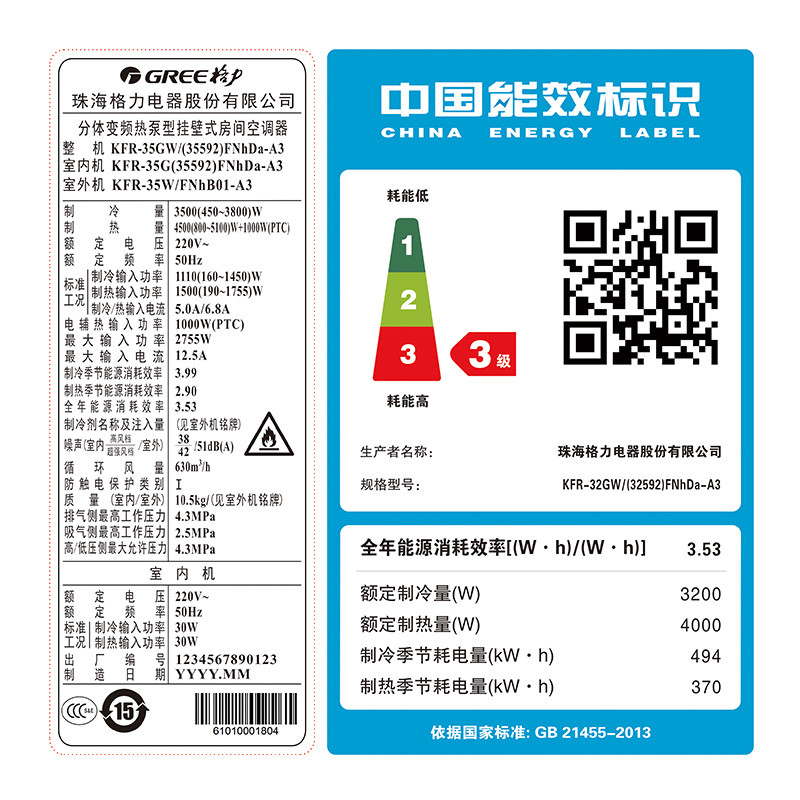 GREE格力
珠海格力电器股份有限公司
分体变频热泵型挂壁式房间空调器
整 机 KFR-35GW/(35592)FNhDa-A3
室内机 KFR-35G(35592)FNhDa-A3
室外机 KFR-35W/FNhB01-A3
制 冷 量 3500(450~3800)W
制 热 量 4500(800~5100)W+1000W(PTC)
额 定 电 压 220V~
额 定 频 率 50Hz
标准工况 制冷输入功率 1110(160~1450)W
制热输入功率 1500(190~1755)W
制冷/热输入电流 5.0A/6.8A
电辅热输入功率 1000W(PTC)
最大输入功率 2755W
最大输入电流 12.5A
制冷季节能源消耗效率 3.99
制热季节能源消耗效率 2.90
全年能源消耗效率 3.53
制冷剂名称及注入量 (见室外机铭牌)
噪声(室内 高风档/超强风档 /室外) 38/42 /51dB(A)
循 环 风 量 630m³/h
防触电保护类别 I
质 量 (室内/室外) 10.5kg/(见室外机铭牌)
排气侧最高工作压力 4.3MPa
吸气侧最高工作压力 2.5MPa
高/低压侧最大允许压力 4.3MPa
室 内 机
额 定 电 压 220V~
额 定 频 率 50Hz
标准工况 制冷输入功率 30W
制热输入功率 30W
出 厂 编 号 1234567890123
制 造 日 期 YYYY.MM
CCC S&E
15
61010001804
中国能效标识
CHINA ENERGY LABEL
耗能低
1
2
3
3级
耗能高
生产者名称: 珠海格力电器股份有限公司
规格型号: KFR-32GW/(32592)FNhDa-A3
全年能源消耗效率[(W·h)/(W·h)] 3.53
额定制冷量(W) 3200
额定制热量(W) 4000
制冷季节耗电量(kW·h) 494
制热季节耗电量(kW·h) 370
依据国家标准: GB 21455-2013